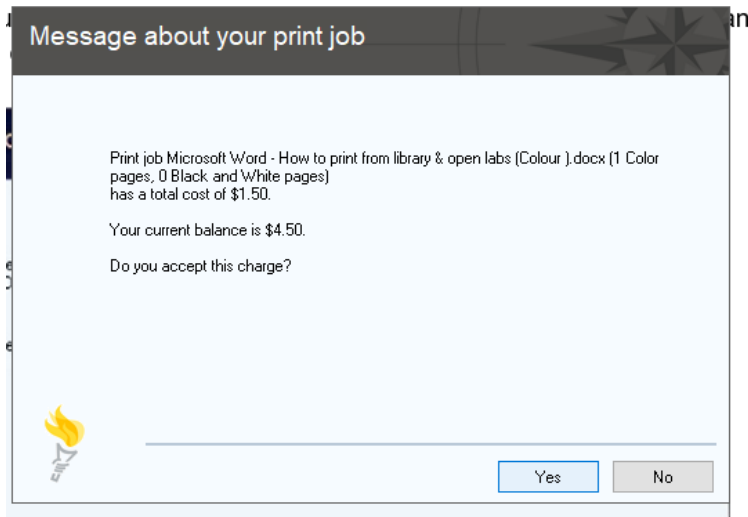 Message about your print job
an
Print job Microsoft Word - How to print from library & open labs (Colour ).docx (1 Color
pages, 0 Black and White pages)
has a total cost of $1.50.
Your current balance is $4.50.
Do you accept this charge?
Yes
No